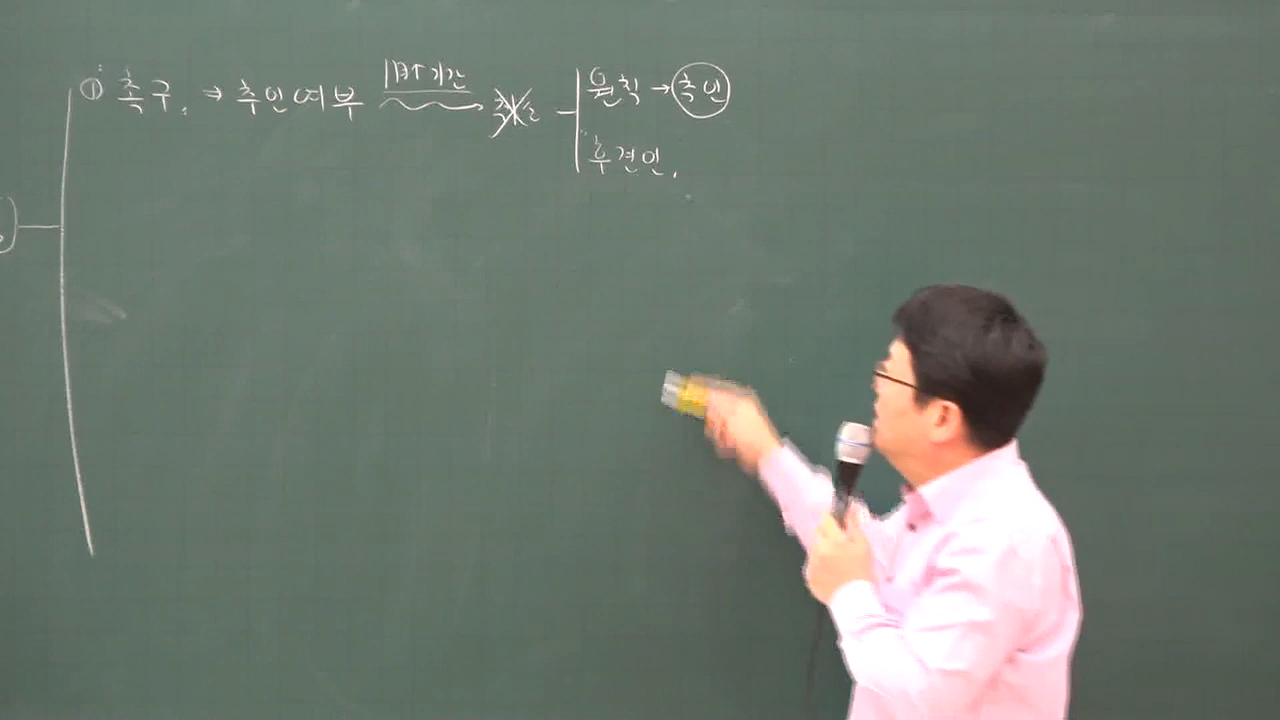 ① 촉구. ⇒ 추인여부 1月↑ 기간 → 원칙 → 추인
후견인.